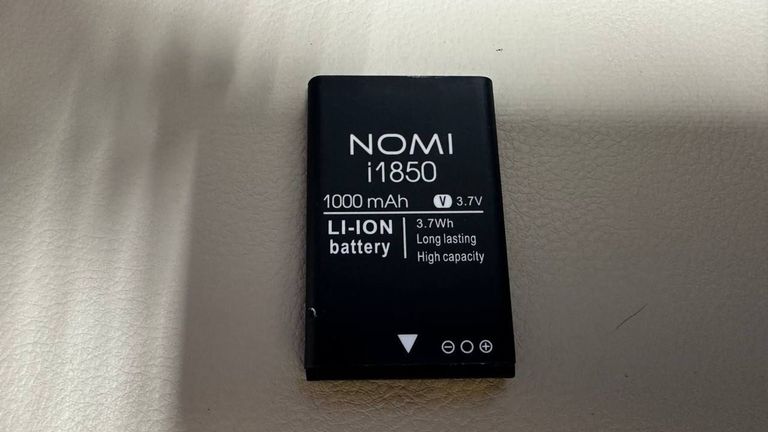 NOMI
i1850
1000 mAh V 3.7V
LI-ION battery
3.7Wh
Long lasting
High capacity